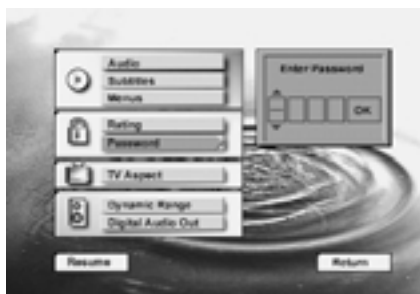 Audio
Subtitles
Menus
Rating
Password
TV Aspect
Dynamic Range
Digital Audio Out
Enter Password
OK
Resume
Return